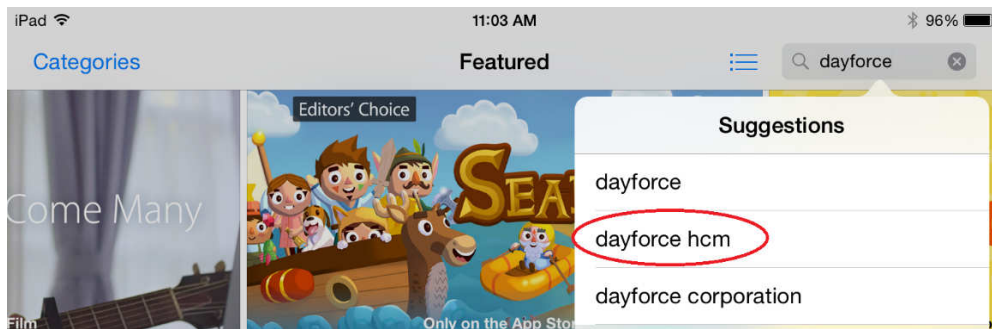 iPad 11:03 AM 96%
Categories Featured dayforce
Editors' Choice
Suggestions
dayforce
Come Many
dayforce hcm
dayforce corporation
Film
Only on the App